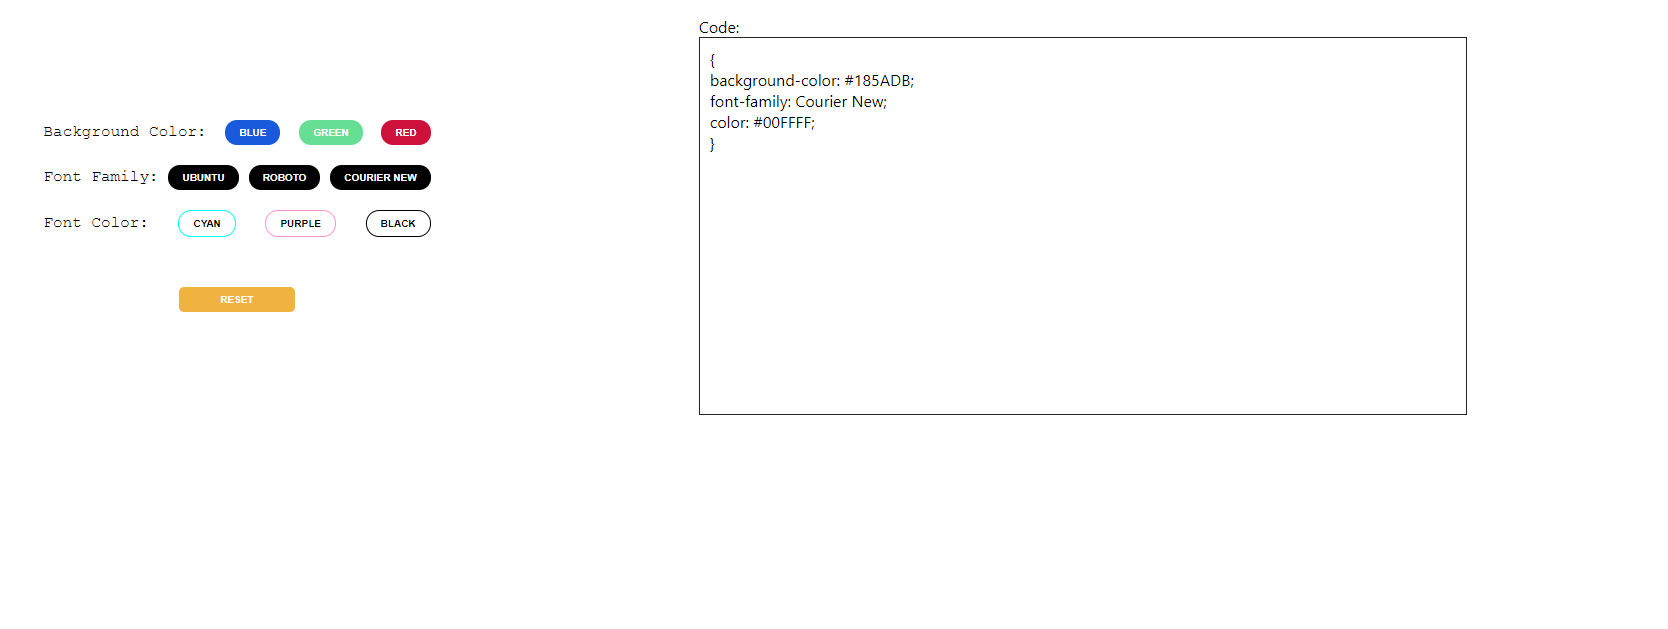 Background Color: BLUE GREEN RED
Font Family: UBUNTU ROBOTO COURIER NEW
Font Color: CYAN PURPLE BLACK
RESET
Code:
{
background-color: #185ADB;
font-family: Courier New;
color: #00FFFF;
}